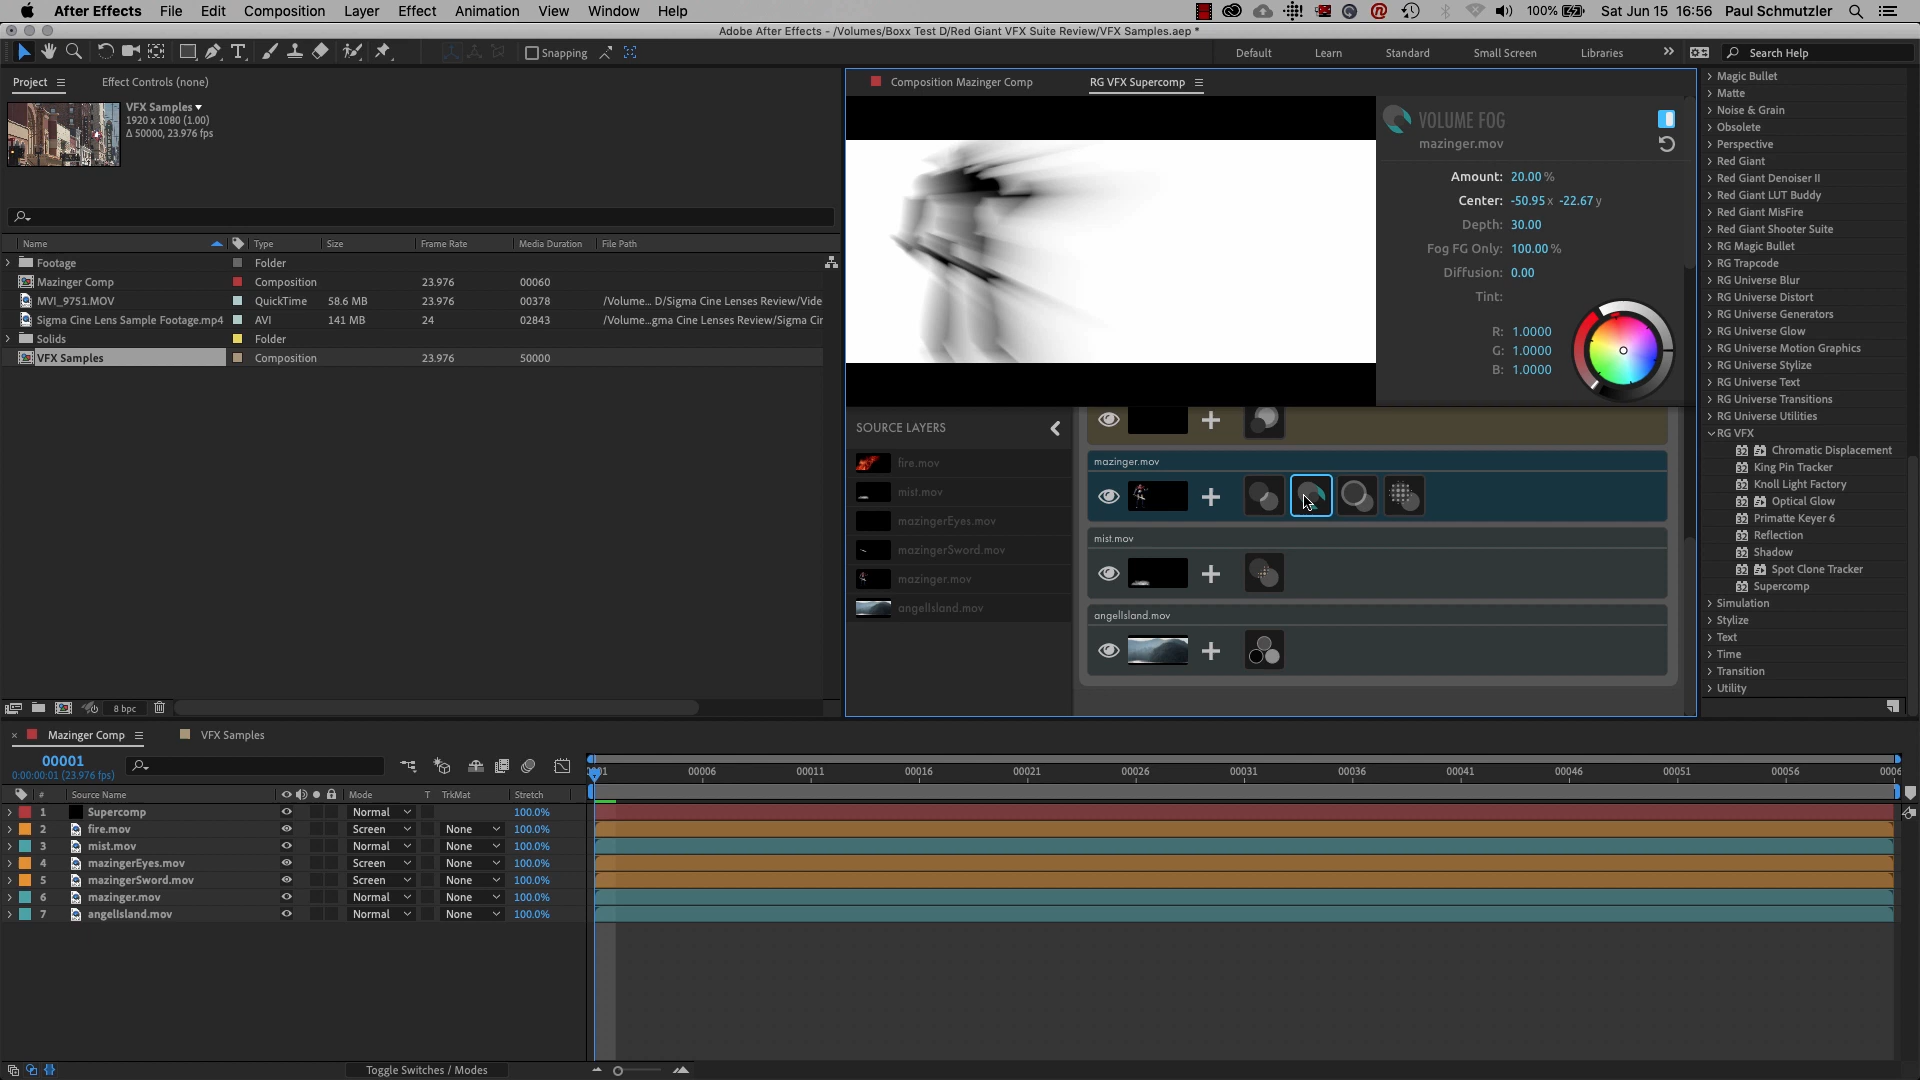 After Effects File Edit Composition Layer Effect Animation View Window Help 100% Sat Jun 15 16:56 Paul Schmutzler
Adobe After Effects - /Volumes/Boxx Test D/Red Giant VFX Suite Review/VFX Samples.aep *
Snapping Default Learn Standard Small Screen Libraries Search Help
Project Effect Controls (none)
VFX Samples
1920 x 1080 (1.00)
Δ 50000, 23.976 fps
Name Type Size Frame Rate Media Duration File Path
Footage Folder
Mazinger Comp Composition 23.976 00060
MVI_9751.MOV QuickTime 58.6 MB 23.976 00378 /Volume... D/Sigma Cine Lenses Review/Vide
Sigma Cine Lens Sample Footage.mp4 AVI 141 MB 24 02843 /Volume...gma Cine Lenses Review/Sigma Cir
Solids Folder
VFX Samples Composition 23.976 50000
8 bpc
Composition Mazinger Comp RG VFX Supercomp
VOLUME FOG
mazinger.mov
Amount: 20.00 %
Center: -50.95 x -22.67 y
Depth: 30.00
Fog FG Only: 100.00 %
Diffusion: 0.00
Tint:
R: 1.0000
G: 1.0000
B: 1.0000
SOURCE LAYERS
fire.mov
mist.mov
mazingerEyes.mov
mazingerSword.mov
mazinger.mov
angelIsland.mov
mazinger.mov
mist.mov
angelIsland.mov
Magic Bullet
Matte
Noise & Grain
Obsolete
Perspective
Red Giant
Red Giant Denoiser II
Red Giant LUT Buddy
Red Giant MisFire
Red Giant Shooter Suite
RG Magic Bullet
RG Trapcode
RG Universe Blur
RG Universe Distort
RG Universe Generators
RG Universe Glow
RG Universe Motion Graphics
RG Universe Stylize
RG Universe Text
RG Universe Transitions
RG Universe Utilities
RG VFX
32 Chromatic Displacement
32 King Pin Tracker
32 Knoll Light Factory
32 Optical Glow
32 Primatte Keyer 6
32 Reflection
32 Shadow
32 Spot Clone Tracker
32 Supercomp
Simulation
Stylize
Text
Time
Transition
Utility
Mazinger Comp VFX Samples
00001
0:00:00:01 (23.976 fps)
00006 00011 00016 00021 00026 00031 00036 00041 00046 00051 00056 0006
# Source Name Mode T TrkMat Stretch
1 Supercomp Normal 100.0%
2 fire.mov Screen None 100.0%
3 mist.mov Normal None 100.0%
4 mazingerEyes.mov Screen None 100.0%
5 mazingerSword.mov Screen None 100.0%
6 mazinger.mov Normal None 100.0%
7 angelIsland.mov Normal None 100.0%
Toggle Switches / Modes